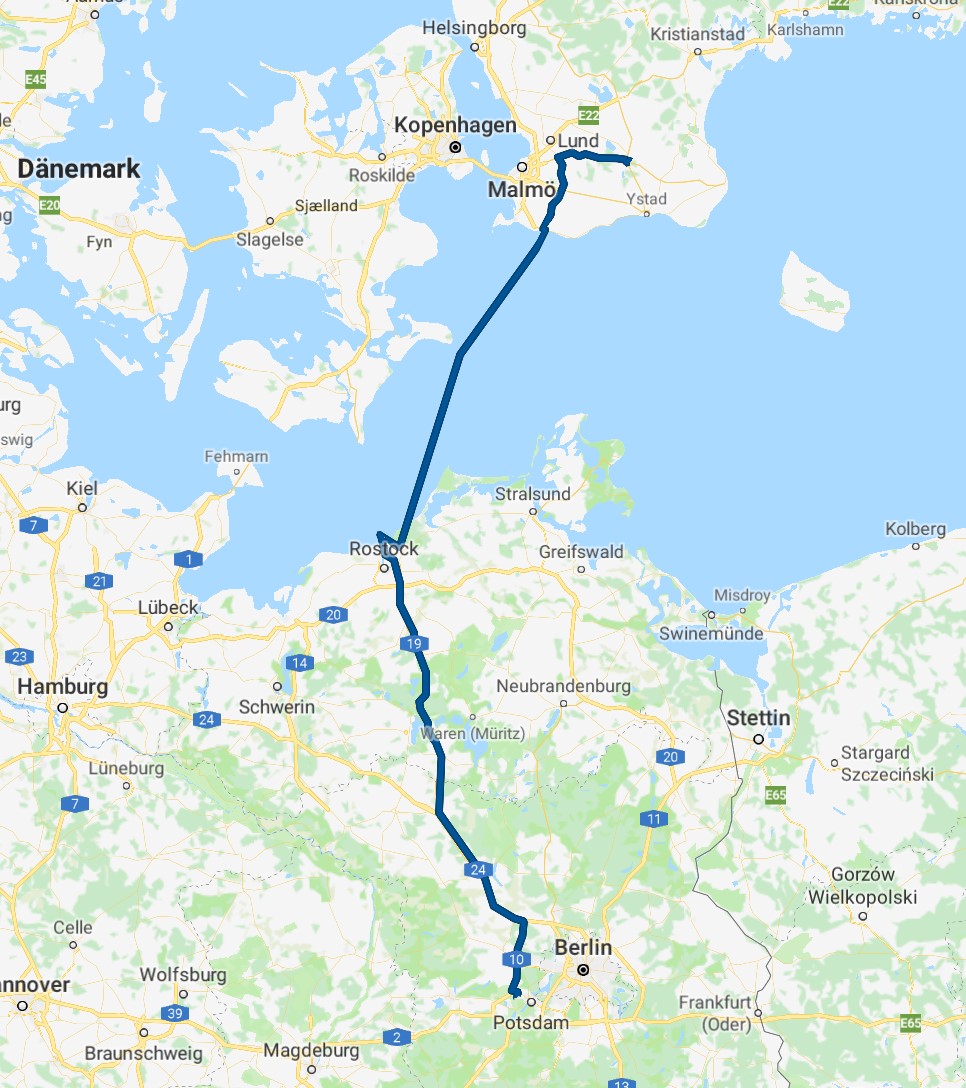 E22
Helsingborg
Kristianstad
Karlshamn
E45
E22
Kopenhagen
Lund
Roskilde
Dänemark
Malmö
E20
Sjælland
Ystad
Slagelse
Fyn
Fehmarn
Kiel
Stralsund
7
Rostock
Greifswald
Kolberg
1
21
Misdroy
Lübeck
20
Swinemünde
19
23
14
Hamburg
Neubrandenburg
Schwerin
24
Stettin
Waren (Müritz)
20
Stargard
Szczeciński
Lüneburg
E65
7
11
24
Gorzów
Wielkopolski
Celle
Berlin
10
Wolfsburg
Frankfurt
(Oder)
39
Potsdam
E65
2
Braunschweig
Magdeburg
13